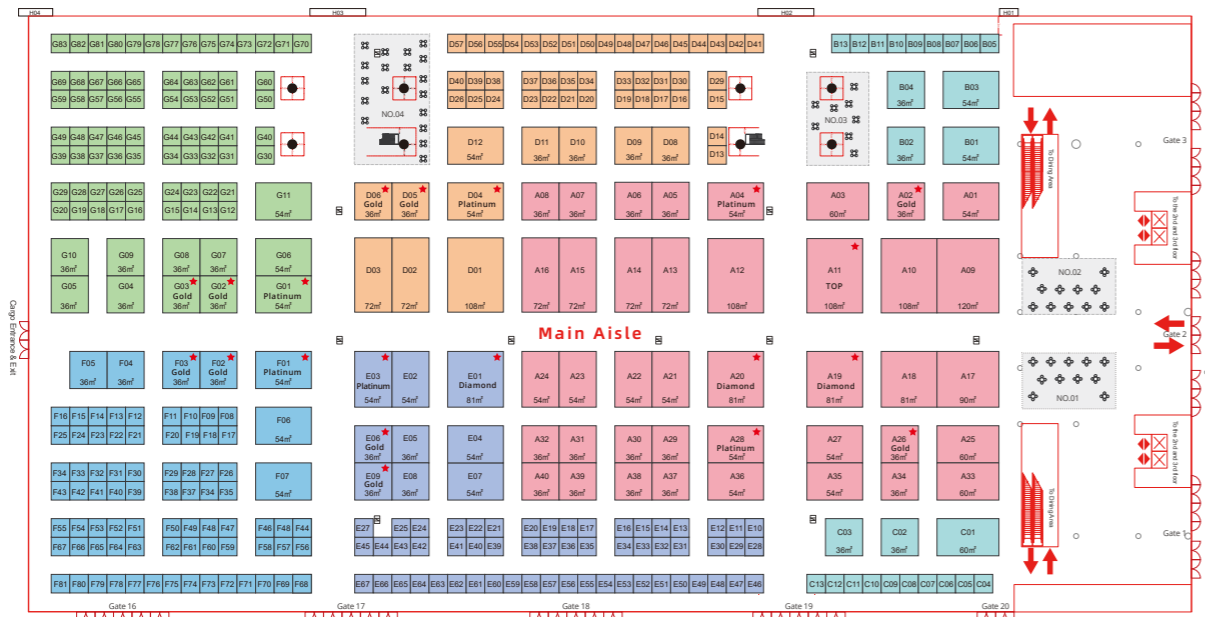 H04 H03 H02 H01
G83 G82 G81 G80 G79 G78 G77 G76 G75 G74 G73 G72 G71 G70
D57 D56 D55 D54 D53 D52 D51 D50 D49 D48 D47 D46 D45 D44 D43 D42 D41
B13 B12 B11 B10 B09 B08 B07 B06 B05
G69 G68 G67 G66 G65 G64 G63 G62 G61 G60
D40 D39 D38 D37 D36 D35 D34 D33 D32 D31 D30 D29
B04 B03
36㎡ 54㎡
G59 G58 G57 G56 G55 G54 G53 G52 G51 G50
D26 D25 D24 D23 D22 D21 D20 D19 D18 D17 D16 D15
NO.04
NO.03
G49 G48 G47 G46 G45 G44 G43 G42 G41 G40
D12 D11 D10 D09 D08 D14
B02 B01
Gate 3
G39 G38 G37 G36 G35 G34 G33 G32 G31 G30
54㎡ 36㎡ 36㎡ 36㎡ 36㎡ D13
36㎡ 54㎡
To Dining Area
G29 G28 G27 G26 G25 G24 G23 G22 G21 G11
D06 D05 D04 A08 A07 A06 A05 A04 A03 A02 A01
Gold Gold Platinum Platinum Gold
G20 G19 G18 G17 G16 G15 G14 G13 G12 54㎡
36㎡ 36㎡ 54㎡ 36㎡ 36㎡ 36㎡ 36㎡ 54㎡ 60㎡ 36㎡ 54㎡
To the 2nd and 3rd floor
G10 G09 G08 G07 G06
36㎡ 36㎡ 36㎡ 36㎡ 54㎡
D03 D02 D01 A16 A15 A14 A13 A12 A11 A10 A09
TOP
NO.02
G05 G04 G03 G02 G01
Gold Gold Platinum
36㎡ 36㎡ 36㎡ 36㎡ 54㎡
72㎡ 72㎡ 108㎡ 72㎡ 72㎡ 72㎡ 72㎡ 108㎡ 108㎡ 108㎡ 120㎡
Cargo Entrance & Exit
Main Aisle
Gate 2
F05 F04 F03 F02 F01
Gold Gold Platinum
36㎡ 36㎡ 36㎡ 36㎡ 54㎡
E03 E02 E01 A24 A23 A22 A21 A20 A19 A18 A17
Platinum Diamond Diamond Diamond
54㎡ 54㎡ 81㎡ 54㎡ 54㎡ 54㎡ 54㎡ 81㎡ 81㎡ 81㎡ 90㎡
NO.01
F16 F15 F14 F13 F12 F11 F10 F09 F08 F06
F25 F24 F23 F22 F21 F20 F19 F18 F17 54㎡
E06 E05 E04 A32 A31 A30 A29 A28 A27 A26 A25
Gold Platinum Gold
36㎡ 36㎡ 54㎡ 36㎡ 36㎡ 36㎡ 36㎡ 54㎡ 54㎡ 36㎡ 60㎡
To the 2nd and 3rd floor
F34 F33 F32 F31 F30 F29 F28 F27 F26 F07
F43 F42 F41 F40 F39 F38 F37 F34 F35 54㎡
E09 E08 E07 A40 A39 A38 A37 A36 A35 A34 A33
Gold
36㎡ 36㎡ 54㎡ 36㎡ 36㎡ 36㎡ 36㎡ 54㎡ 54㎡ 36㎡ 60㎡
To Dining Area
F55 F54 F53 F52 F51 F50 F49 F48 F47 F46 F48 F44
E27 E25 E24 E23 E22 E21 E20 E19 E18 E17 E16 E15 E14 E13 E12 E11 E10
C03 C02 C01
36㎡ 36㎡ 60㎡
Gate 1
F67 F66 F65 F64 F63 F62 F61 F60 F59 F58 F57 F56
E45 E44 E43 E42 E41 E40 E39 E38 E37 E36 E35 E34 E33 E32 E31 E30 E29 E28
F81 F80 F79 F78 F77 F76 F75 F74 F73 F72 F71 F70 F69 F68
E67 E66 E65 E64 E63 E62 E61 E60 E59 E57 E56 E55 E54 E53 E52 E51 E50 E49 E48 E47 E46
C13 C12 C11 C10 C09 C08 C07 C06 C05 C04
Gate 16 Gate 17 Gate 18 Gate 19 Gate 20